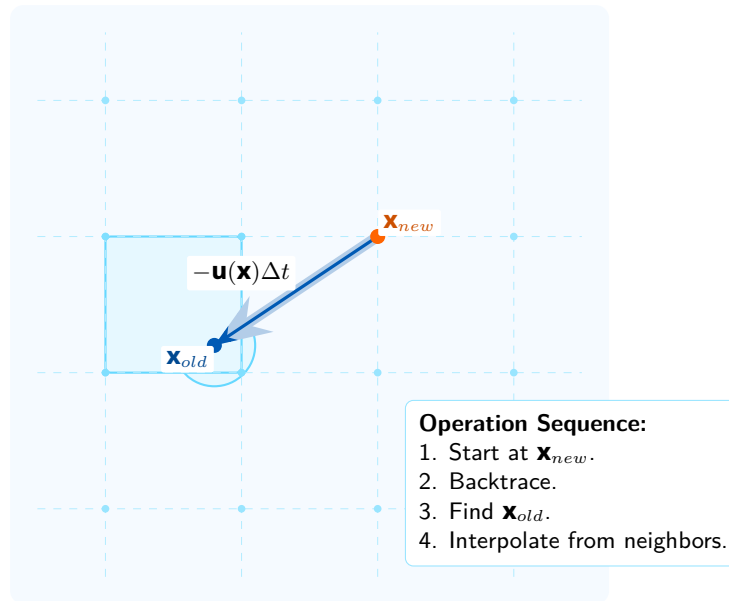 𝐱_new
−𝐮(𝐱)Δt
𝐱_old
Operation Sequence:
1. Start at 𝐱_new.
2. Backtrace.
3. Find 𝐱_old.
4. Interpolate from neighbors.